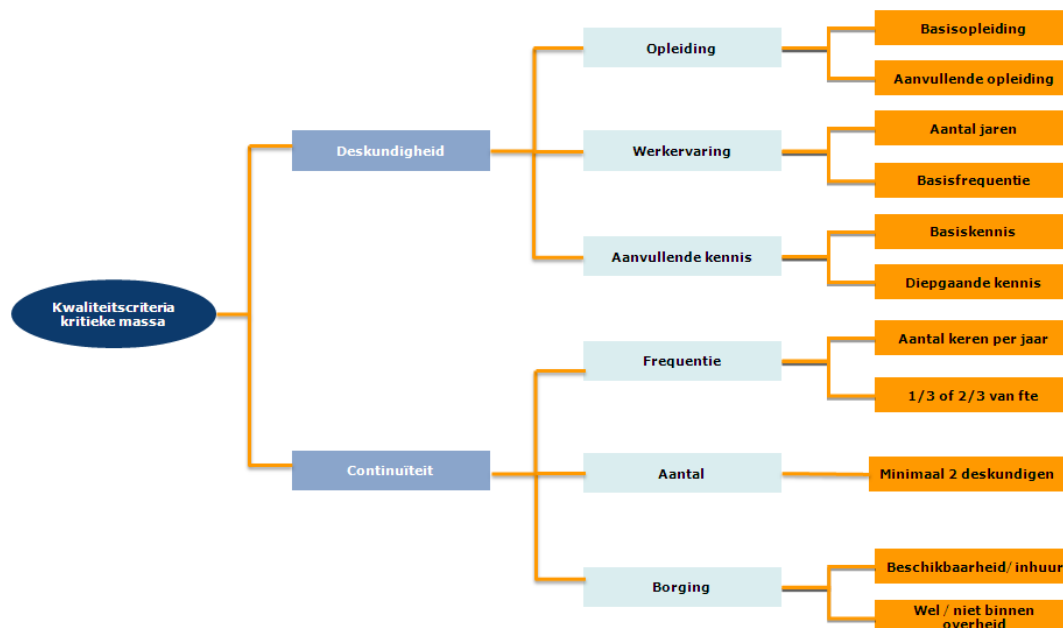 Kwaliteitscriteria
kritieke massa
Deskundigheid
Opleiding
Basisopleiding
Aanvullende opleiding
Werkervaring
Aantal jaren
Basisfrequentie
Aanvullende kennis
Basiskennis
Diepgaande kennis
Continuïteit
Frequentie
Aantal keren per jaar
1/3 of 2/3 van fte
Aantal
Minimaal 2 deskundigen
Borging
Beschikbaarheid/ inhuur
Wel / niet binnen
overheid